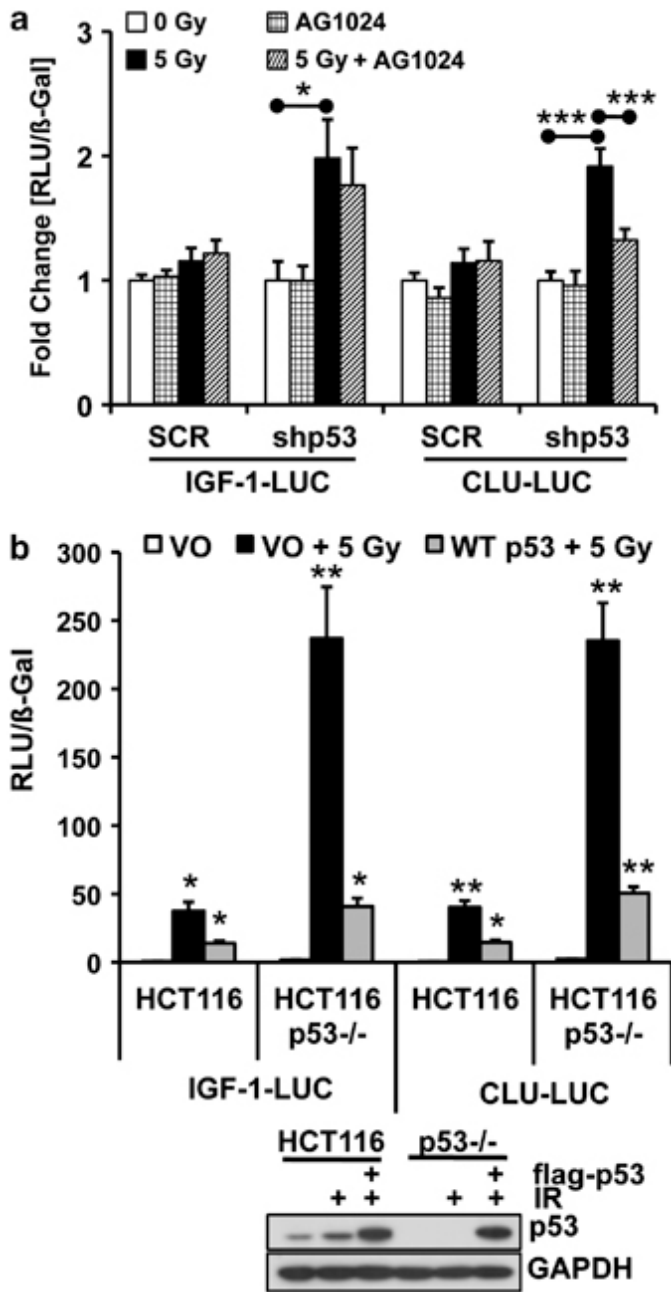 a
0 Gy AG1024
5 Gy 5 Gy + AG1024
Fold Change [RLU/ß-Gal]
3
2
1
0
* *** ***
SCR shp53 SCR shp53
IGF-1-LUC CLU-LUC
b
VO VO + 5 Gy WT p53 + 5 Gy
RLU/ß-Gal
300
250
200
150
100
50
0
** **
* * * ** * **
HCT116 HCT116 p53-/- HCT116 HCT116 p53-/-
IGF-1-LUC CLU-LUC
HCT116 p53-/-
+ + flag-p53
+ + + + IR
p53
GAPDH